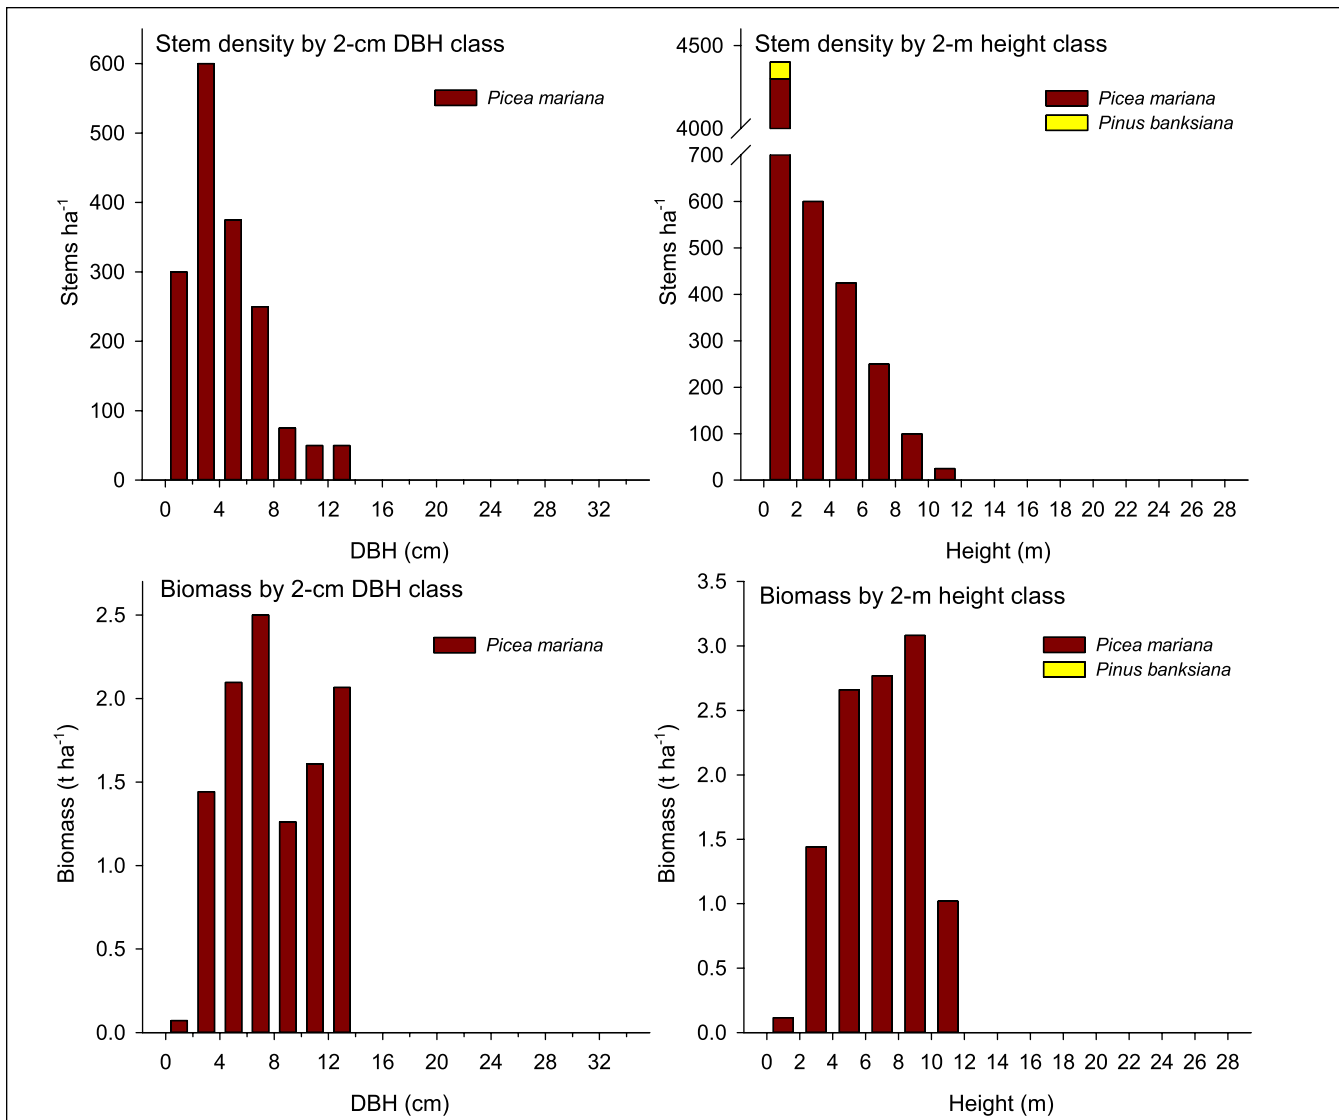 Stem density by 2-cm DBH class
600
500
400
300
200
100
0
Stems ha-1
Picea mariana
0 4 8 12 16 20 24 28 32
DBH (cm)
Stem density by 2-m height class
4500
4000
700
600
500
400
300
200
100
0
Stems ha-1
Picea mariana
Pinus banksiana
0 2 4 6 8 10 12 14 16 18 20 22 24 26 28
Height (m)
Biomass by 2-cm DBH class
2.5
2.0
1.5
1.0
0.5
0.0
Biomass (t ha-1)
Picea mariana
0 4 8 12 16 20 24 28 32
DBH (cm)
Biomass by 2-m height class
3.5
3.0
2.5
2.0
1.5
1.0
0.5
0.0
Biomass (t ha-1)
Picea mariana
Pinus banksiana
0 2 4 6 8 10 12 14 16 18 20 22 24 26 28
Height (m)